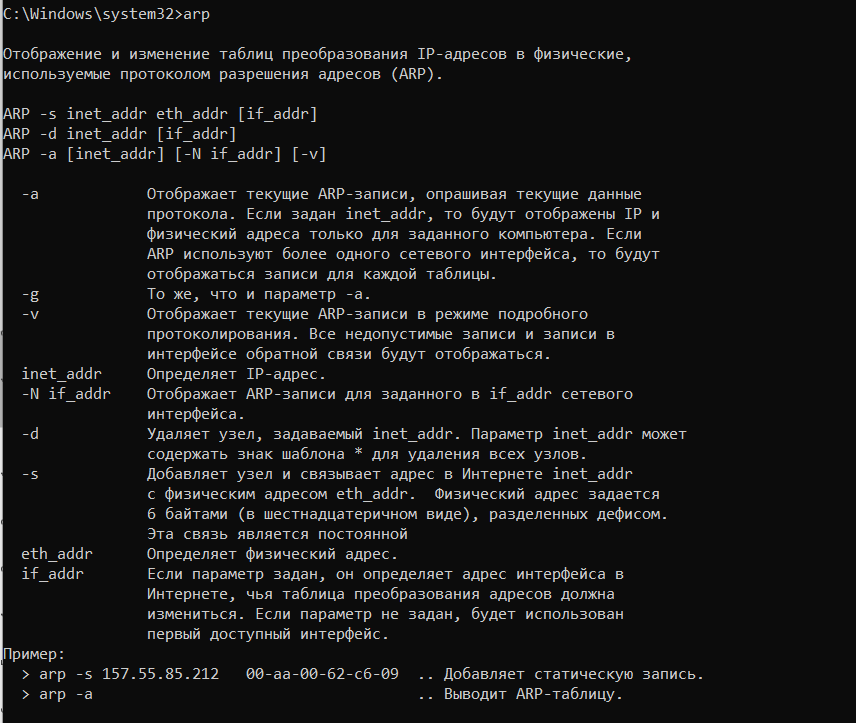 C:\Windows\system32>arp
Отображение и изменение таблиц преобразования IP-адресов в физические,
используемые протоколом разрешения адресов (ARP).
ARP -s inet_addr eth_addr [if_addr]
ARP -d inet_addr [if_addr]
ARP -a [inet_addr] [-N if_addr] [-v]
-a Отображает текущие ARP-записи, опрашивая текущие данные
протокола. Если задан inet_addr, то будут отображены IP и
физический адреса только для заданного компьютера. Если
ARP используют более одного сетевого интерфейса, то будут
отображаться записи для каждой таблицы.
-g То же, что и параметр -a.
-v Отображает текущие ARP-записи в режиме подробного
протоколирования. Все недопустимые записи и записи в
интерфейсе обратной связи будут отображаться.
inet_addr Определяет IP-адрес.
-N if_addr Отображает ARP-записи для заданного в if_addr сетевого
интерфейса.
-d Удаляет узел, задаваемый inet_addr. Параметр inet_addr может
содержать знак шаблона * для удаления всех узлов.
-s Добавляет узел и связывает адрес в Интернете inet_addr
с физическим адресом eth_addr. Физический адрес задается
6 байтами (в шестнадцатеричном виде), разделенных дефисом.
Эта связь является постоянной
eth_addr Определяет физический адрес.
if_addr Если параметр задан, он определяет адрес интерфейса в
Интернете, чья таблица преобразования адресов должна
измениться. Если параметр не задан, будет использован
первый доступный интерфейс.
Пример:
> arp -s 157.55.85.212 00-aa-00-62-c6-09 .. Добавляет статическую запись.
> arp -a .. Выводит ARP-таблицу.